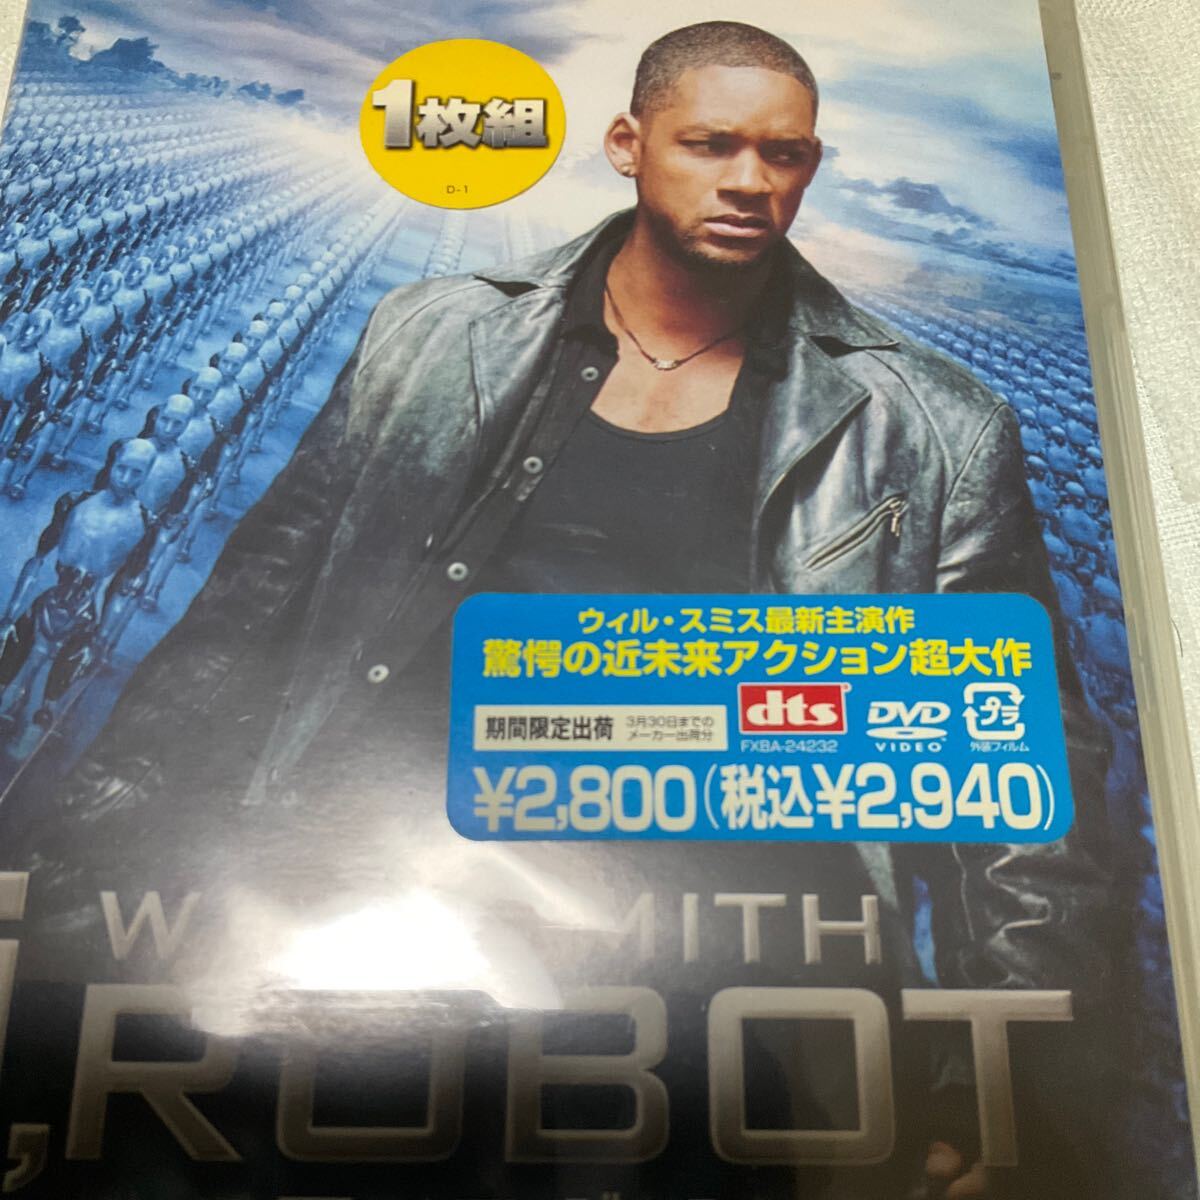 1枚組
D-1
ウィル・スミス最新主演作
驚愕の近未来アクション超大作
期間限定出荷
3月30日までの
メーカー出荷分
dts
FXBA-24232
DVD
VIDEO
プラ
外装フィルム
¥2,800(税込¥2,940)
W MITH
i,ROBOT